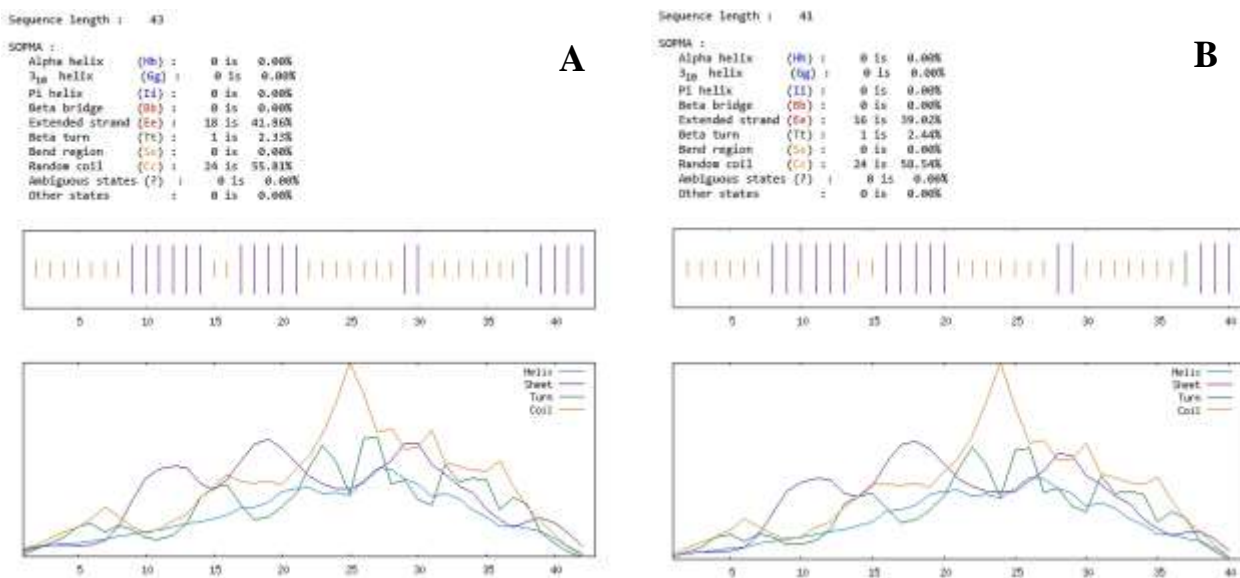 Sequence length : 43
SOPMA :
Alpha helix (Hh) : 0 is 0.00%
3₁₀ helix (Gg) : 0 is 0.00%
Pi helix (Ii) : 0 is 0.00%
Beta bridge (Bb) : 0 is 0.00%
Extended strand (Ee) : 18 is 41.86%
Beta turn (Tt) : 1 is 2.33%
Bend region (Ss) : 0 is 0.00%
Random coil (Cc) : 24 is 55.81%
Ambiguous states (?) : 0 is 0.00%
Other states : 0 is 0.00%
A
5 10 15 20 25 30 35 40
Helix
Sheet
Turn
Coil
5 10 15 20 25 30 35 40
Sequence length : 41
SOPMA :
Alpha helix (Hh) : 0 is 0.00%
3₁₀ helix (Gg) : 0 is 0.00%
Pi helix (Ii) : 0 is 0.00%
Beta bridge (Bb) : 0 is 0.00%
Extended strand (Ee) : 16 is 39.02%
Beta turn (Tt) : 1 is 2.44%
Bend region (Ss) : 0 is 0.00%
Random coil (Cc) : 24 is 58.54%
Ambiguous states (?) : 0 is 0.00%
Other states : 0 is 0.00%
B
5 10 15 20 25 30 35 40
Helix
Sheet
Turn
Coil
5 10 15 20 25 30 35 40